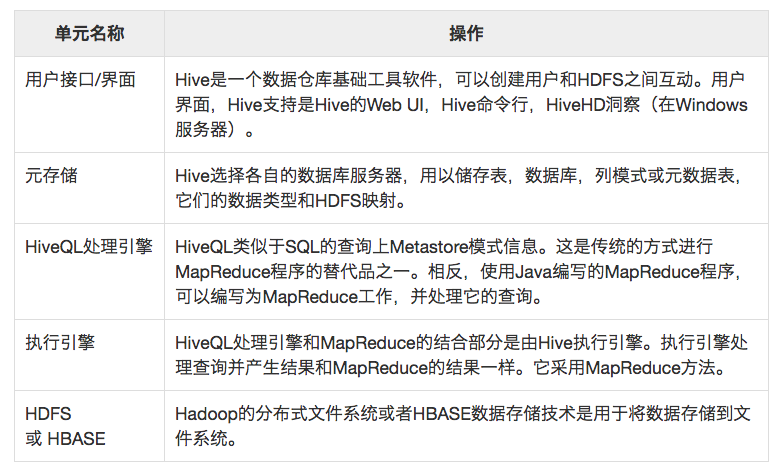 单元名称
操作
用户接口/界面
Hive是一个数据仓库基础工具软件，可以创建用户和HDFS之间互动。用户
界面，Hive支持是Hive的Web UI，Hive命令行，HiveHD洞察（在Windows
服务器）。
元存储
Hive选择各自的数据库服务器，用以储存表，数据库，列模式或元数据表，
它们的数据类型和HDFS映射。
HiveQL处理引擎
HiveQL类似于SQL的查询上Metastore模式信息。这是传统的方式进行
MapReduce程序的替代品之一。相反，使用Java编写的MapReduce程序，
可以编写为MapReduce工作，并处理它的查询。
执行引擎
HiveQL处理引擎和MapReduce的结合部分是由Hive执行引擎。执行引擎处
理查询并产生结果和MapReduce的结果一样。它采用MapReduce方法。
HDFS
或 HBASE
Hadoop的分布式文件系统或者HBASE数据存储技术是用于将数据存储到文
件系统。